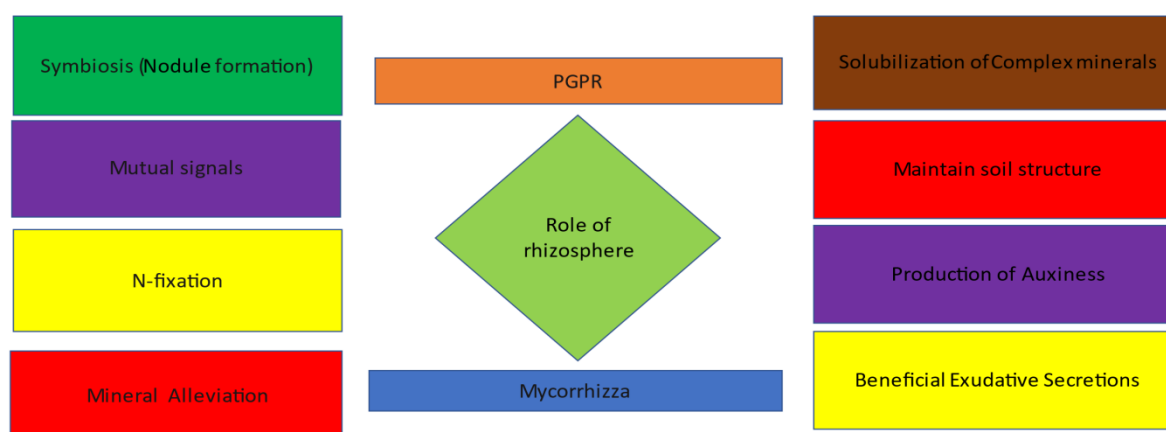 Symbiosis (Nodule formation)
Mutual signals
N-fixation
Mineral Alleviation
PGPR
Role of
rhizosphere
Mycorrhizza
Solubilization of Complex minerals
Maintain soil structure
Production of Auxiness
Beneficial Exudative Secretions